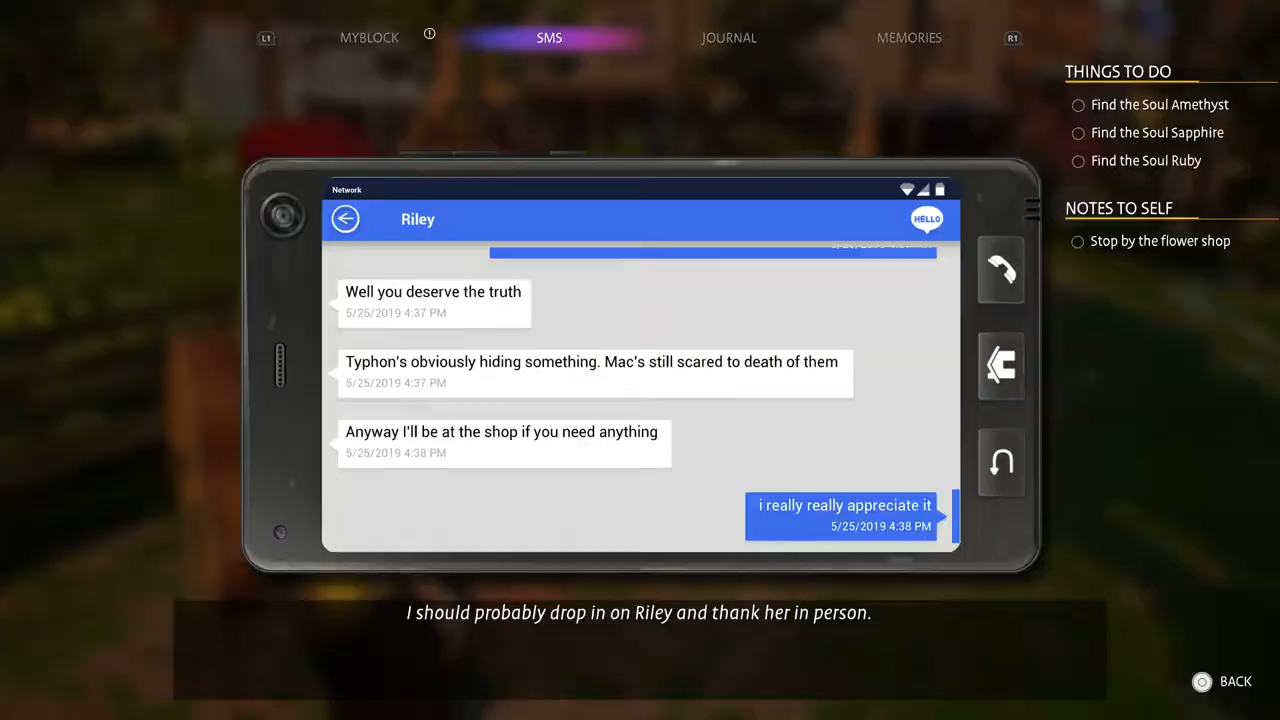 L1
MYBLOCK
SMS
JOURNAL
MEMORIES
R1
THINGS TO DO
Find the Soul Amethyst
Find the Soul Sapphire
Find the Soul Ruby
NOTES TO SELF
Stop by the flower shop
Network
Riley
HELLO
Well you deserve the truth
5/25/2019 4:37 PM
Typhon's obviously hiding something. Mac's still scared to death of them
5/25/2019 4:37 PM
Anyway I'll be at the shop if you need anything
5/25/2019 4:38 PM
i really really appreciate it
5/25/2019 4:38 PM
I should probably drop in on Riley and thank her in person.
BACK